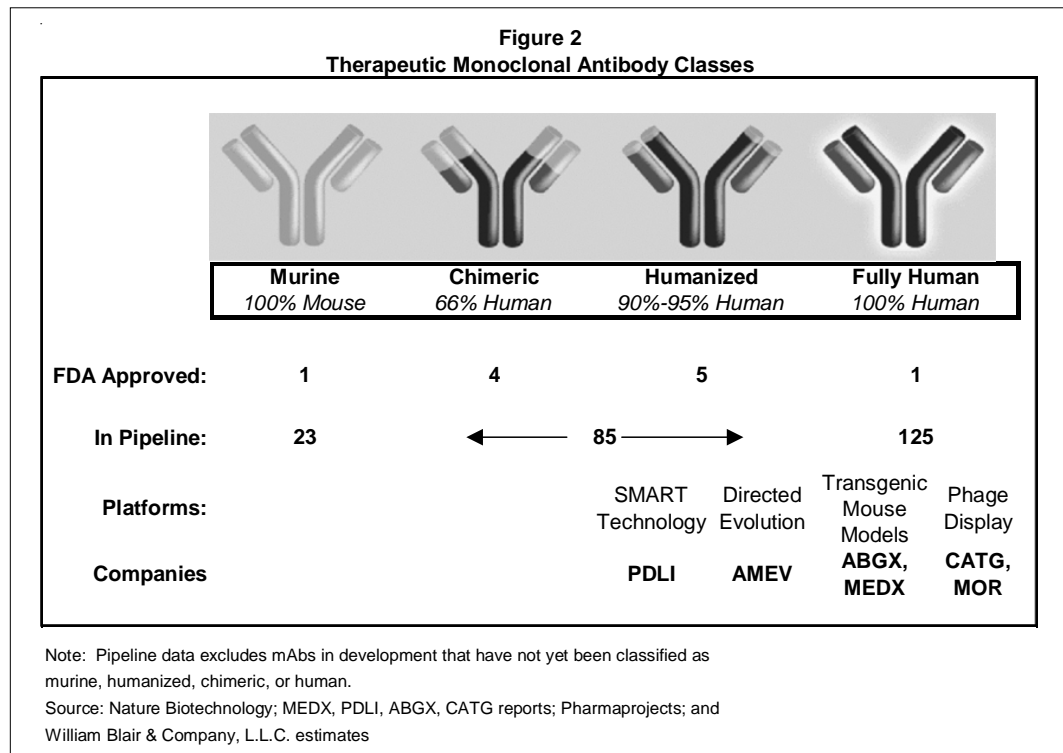 Figure 2
Therapeutic Monoclonal Antibody Classes
Murine Chimeric Humanized Fully Human
100% Mouse 66% Human 90%-95% Human 100% Human
FDA Approved: 1 4 5 1
In Pipeline: 23 85 125
Platforms: SMART Technology Directed Evolution Transgenic Mouse Models Phage Display
Companies PDLI AMEV ABGX, MEDX CATG, MOR
Note: Pipeline data excludes mAbs in development that have not yet been classified as
murine, humanized, chimeric, or human.
Source: Nature Biotechnology; MEDX, PDLI, ABGX, CATG reports; Pharmaprojects; and
William Blair & Company, L.L.C. estimates